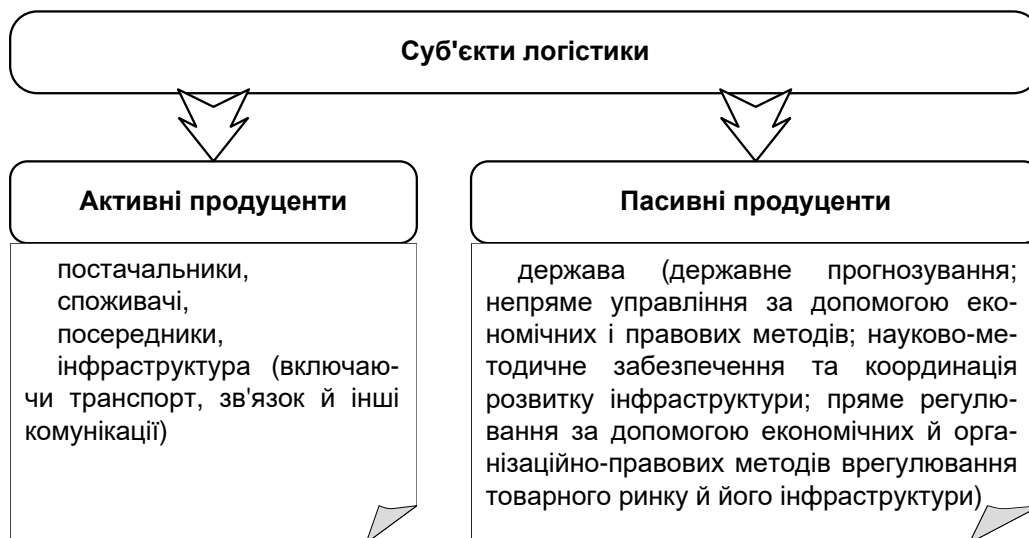 Суб'єкти логістики
Активні продуценти
постачальники,
споживачі,
посередники,
інфраструктура (включаю-
чи транспорт, зв'язок й інші
комунікації)
Пасивні продуценти
держава (державне прогнозування;
непряме управління за допомогою еко-
номічних і правових методів; науково-ме-
тодичне забезпечення та координація
розвитку інфраструктури; пряме регулю-
вання за допомогою економічних й орга-
нізаційно-правових методів врегулювання
товарного ринку й його інфраструктури)